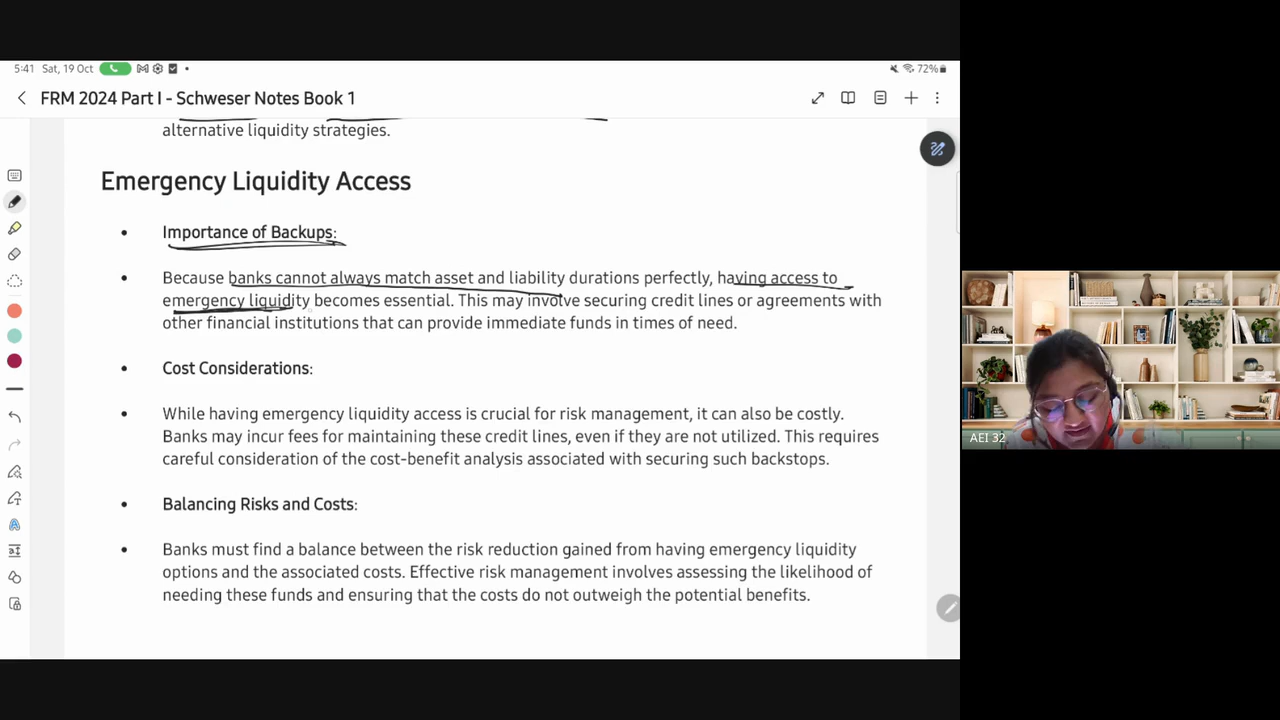 5:41 Sat, 19 Oct
72%
FRM 2024 Part I - Schweser Notes Book 1
alternative liquidity strategies.
Emergency Liquidity Access
• Importance of Backups:
• Because banks cannot always match asset and liability durations perfectly, having access to
emergency liquidity becomes essential. This may involve securing credit lines or agreements with
other financial institutions that can provide immediate funds in times of need.
• Cost Considerations:
• While having emergency liquidity access is crucial for risk management, it can also be costly.
Banks may incur fees for maintaining these credit lines, even if they are not utilized. This requires
careful consideration of the cost-benefit analysis associated with securing such backstops.
• Balancing Risks and Costs:
• Banks must find a balance between the risk reduction gained from having emergency liquidity
options and the associated costs. Effective risk management involves assessing the likelihood of
needing these funds and ensuring that the costs do not outweigh the potential benefits.
AEI 32